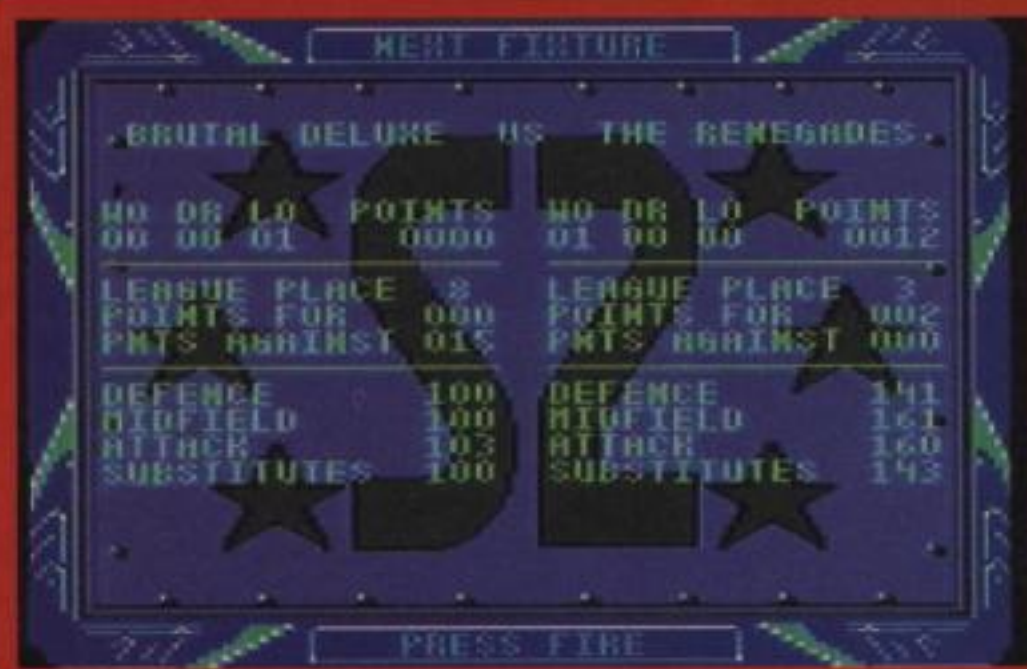 NEXT FIXTURE
BRUTAL DELUXE VS THE RENEGADES
WO DR LO POINTS WO DR LO POINTS
00 00 01 0000 01 00 00 0012
LEAGUE PLACE 8 LEAGUE PLACE 3
POINTS FOR 000 POINTS FOR 002
PNTS AGAINST 015 PNTS AGAINST 000
DEFENCE 100 DEFENCE 141
MIDFIELD 100 MIDFIELD 161
ATTACK 103 ATTACK 160
SUBSTITUTES 100 SUBSTITUTES 143
PRESS FIRE